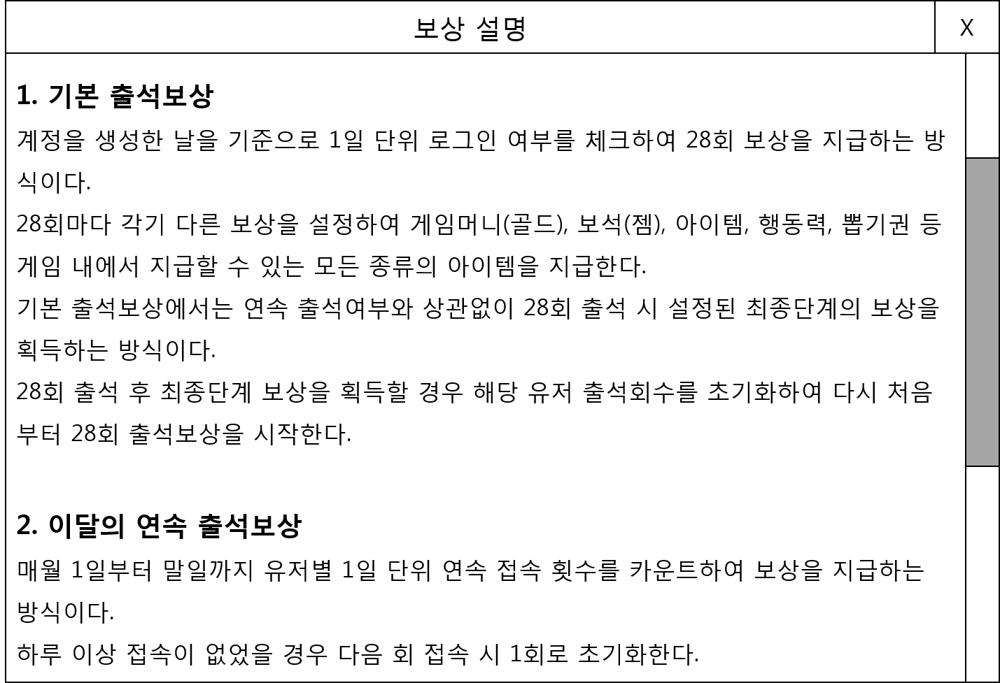 보상 설명
X
1. 기본 출석보상
계정을 생성한 날을 기준으로 1일 단위 로그인 여부를 체크하여 28회 보상을 지급하는 방
식이다.
28회마다 각기 다른 보상을 설정하여 게임머니(골드), 보석(젬), 아이템, 행동력, 뽑기권 등
게임 내에서 지급할 수 있는 모든 종류의 아이템을 지급한다.
기본 출석보상에서는 연속 출석여부와 상관없이 28회 출석 시 설정된 최종단계의 보상을
획득하는 방식이다.
28회 출석 후 최종단계 보상을 획득할 경우 해당 유저 출석회수를 초기화하여 다시 처음
부터 28회 출석보상을 시작한다.
2. 이달의 연속 출석보상
매월 1일부터 말일까지 유저별 1일 단위 연속 접속 횟수를 카운트하여 보상을 지급하는
방식이다.
하루 이상 접속이 없었을 경우 다음 회 접속 시 1회로 초기화한다.